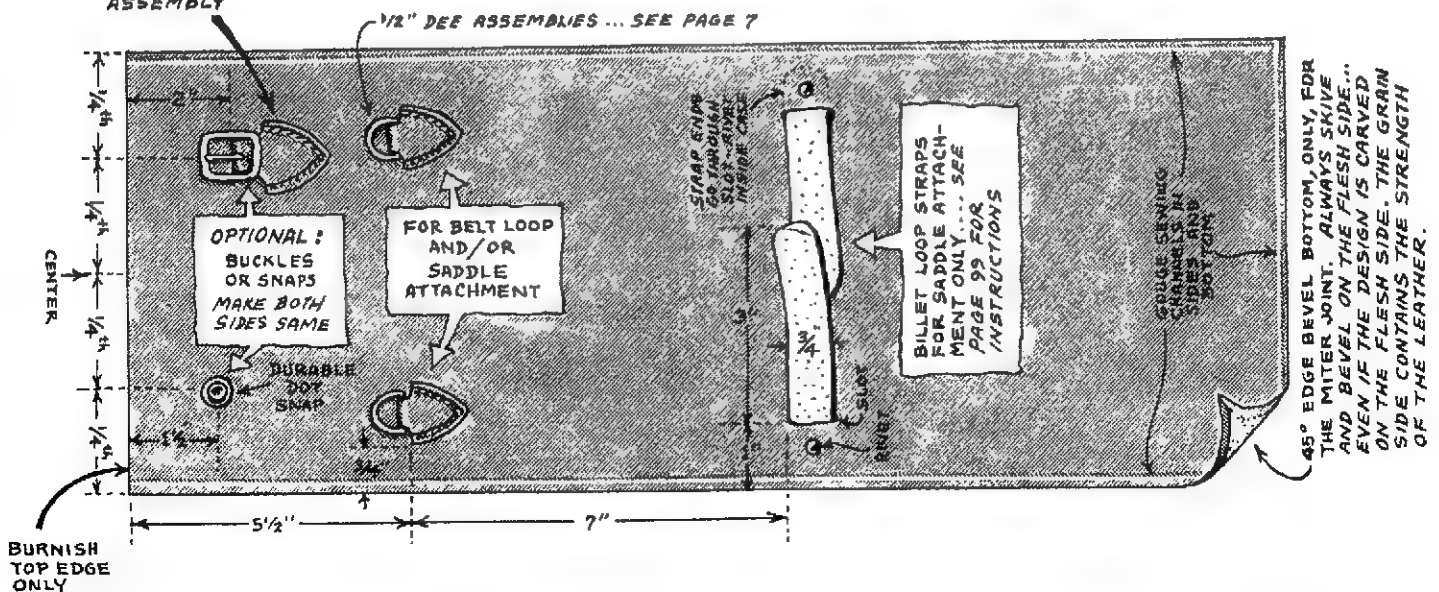 ASSEMBLY
1/2" DEE ASSEMBLIES ... SEE PAGE 7
1/4th
1/4th
CENTER
1/4th
1/4th
2"
OPTIONAL:
BUCKLES
OR SNAPS
MAKE BOTH
SIDES SAME
FOR BELT LOOP
AND/OR
SADDLE
ATTACHMENT
DURABLE
DOT
SNAP
1 1/2"
3/4"
STRAP ENDS
GO THROUGH
SLOT...RIVET
INSIDE CASE
3/4"
SLOT
RIVET
BILLET LOOP STRAPS
FOR SADDLE ATTACH-
MENT ONLY.... SEE
PAGE 99 FOR
INSTRUCTIONS
GOUGE SEWING
CHANNELS IN
SIDES AND
BOTTOM
45° EDGE BEVEL BOTTOM, ONLY, FOR
THE MITER JOINT. ALWAYS SKIVE
AND BEVEL ON THE FLESH SIDE...
EVEN IF THE DESIGN IS CARVED
ON THE FLESH SIDE. THE GRAIN
SIDE CONTAINS THE STRENGTH
OF THE LEATHER.
5 1/2"
7"
BURNISH
TOP EDGE
ONLY